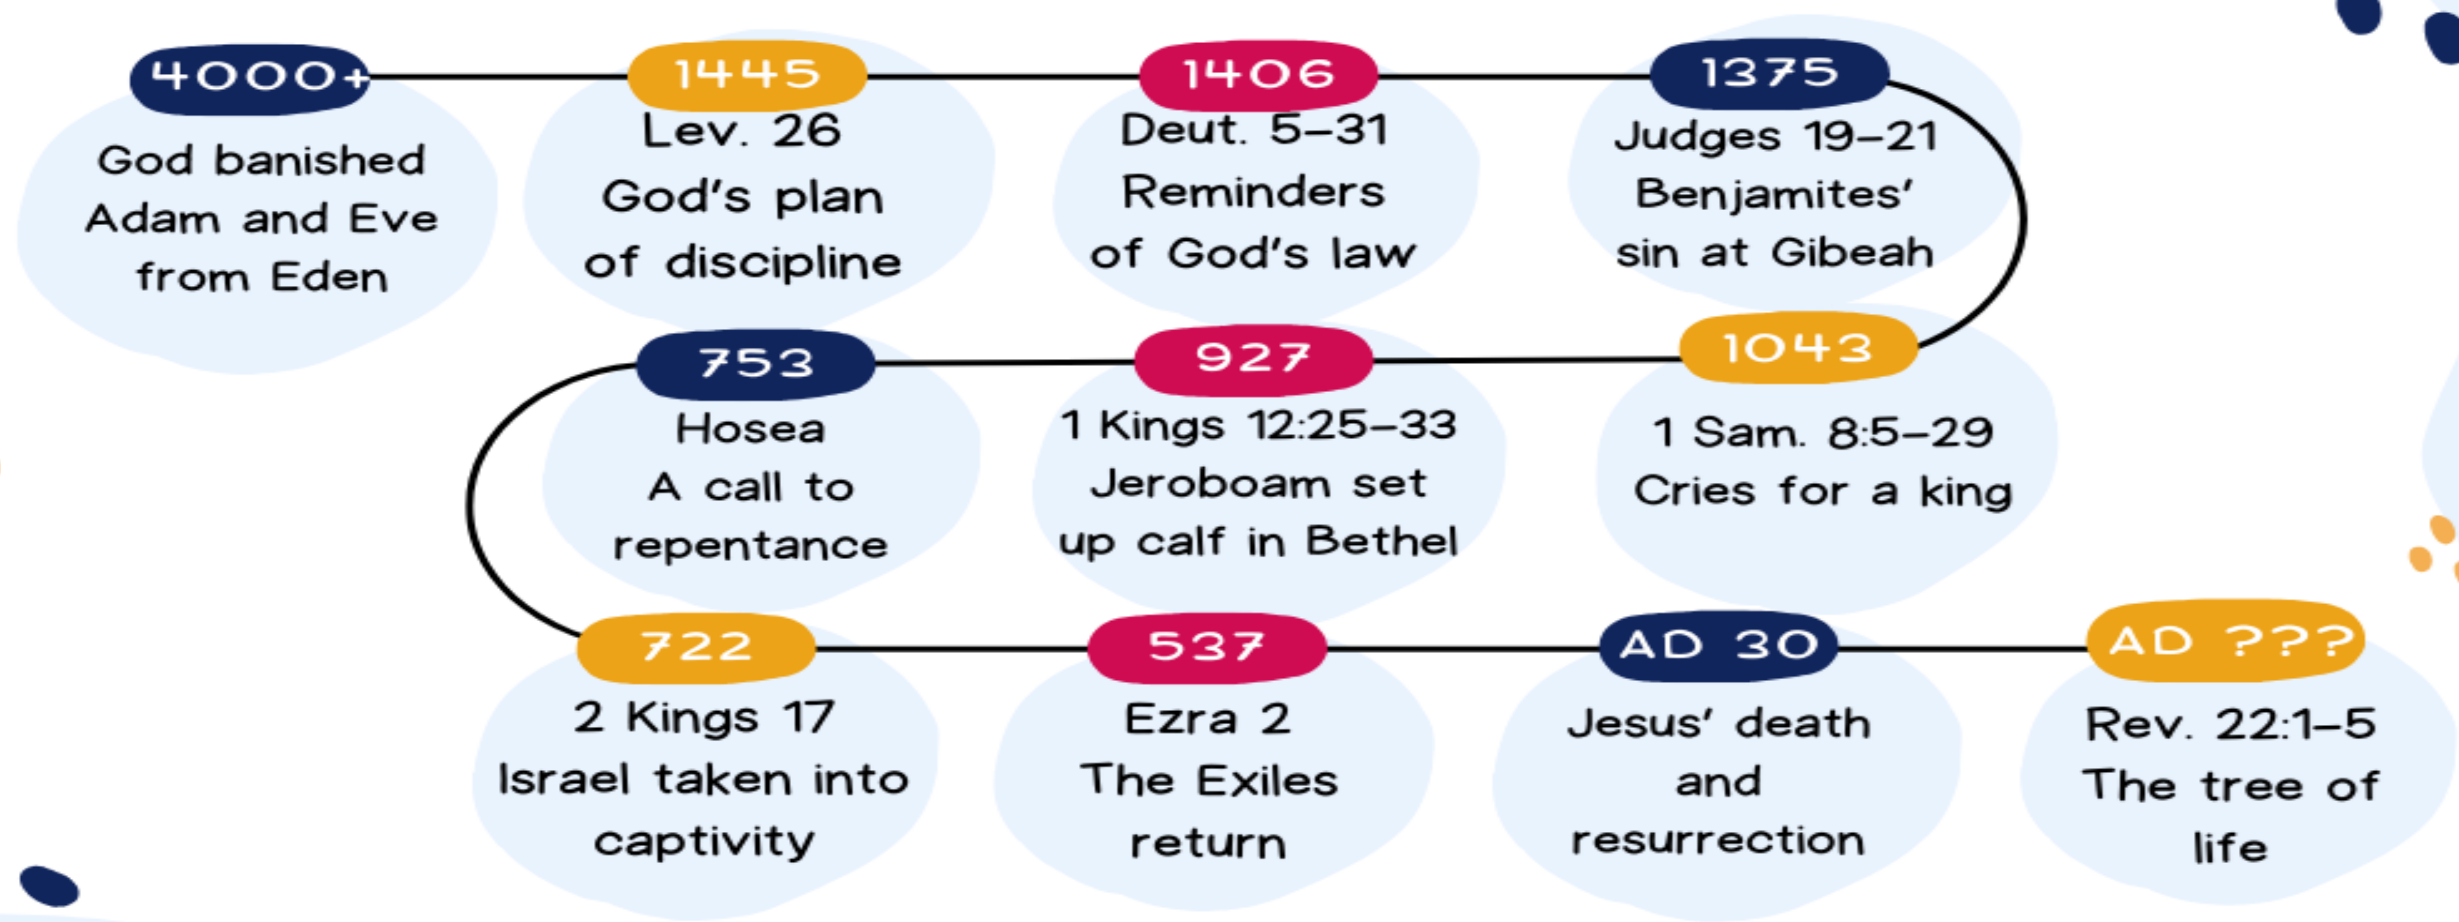 4000+
God banished
Adam and Eve
from Eden
1445
Lev. 26
God's plan
of discipline
1406
Deut. 5–31
Reminders
of God's law
1375
Judges 19–21
Benjamites'
sin at Gibeah
1043
1 Sam. 8:5–29
Cries for a king
927
1 Kings 12:25–33
Jeroboam set
up calf in Bethel
753
Hosea
A call to
repentance
722
2 Kings 17
Israel taken into
captivity
537
Ezra 2
The Exiles
return
AD 30
Jesus' death
and
resurrection
AD ???
Rev. 22:1–5
The tree of
life